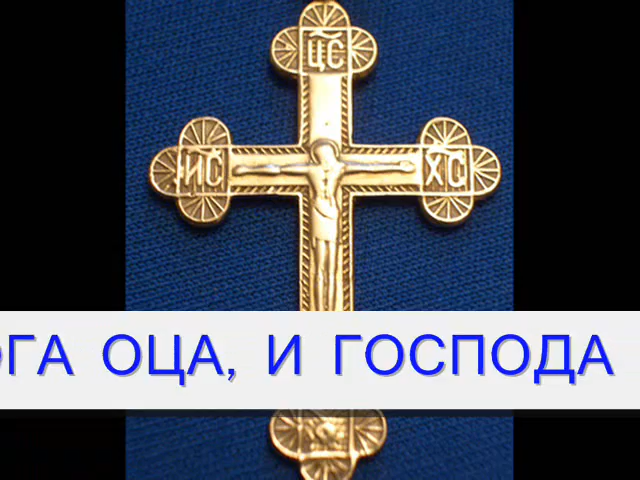 ЦС
ИС ХС
ОГА ОЦА, И ГОСПОДА